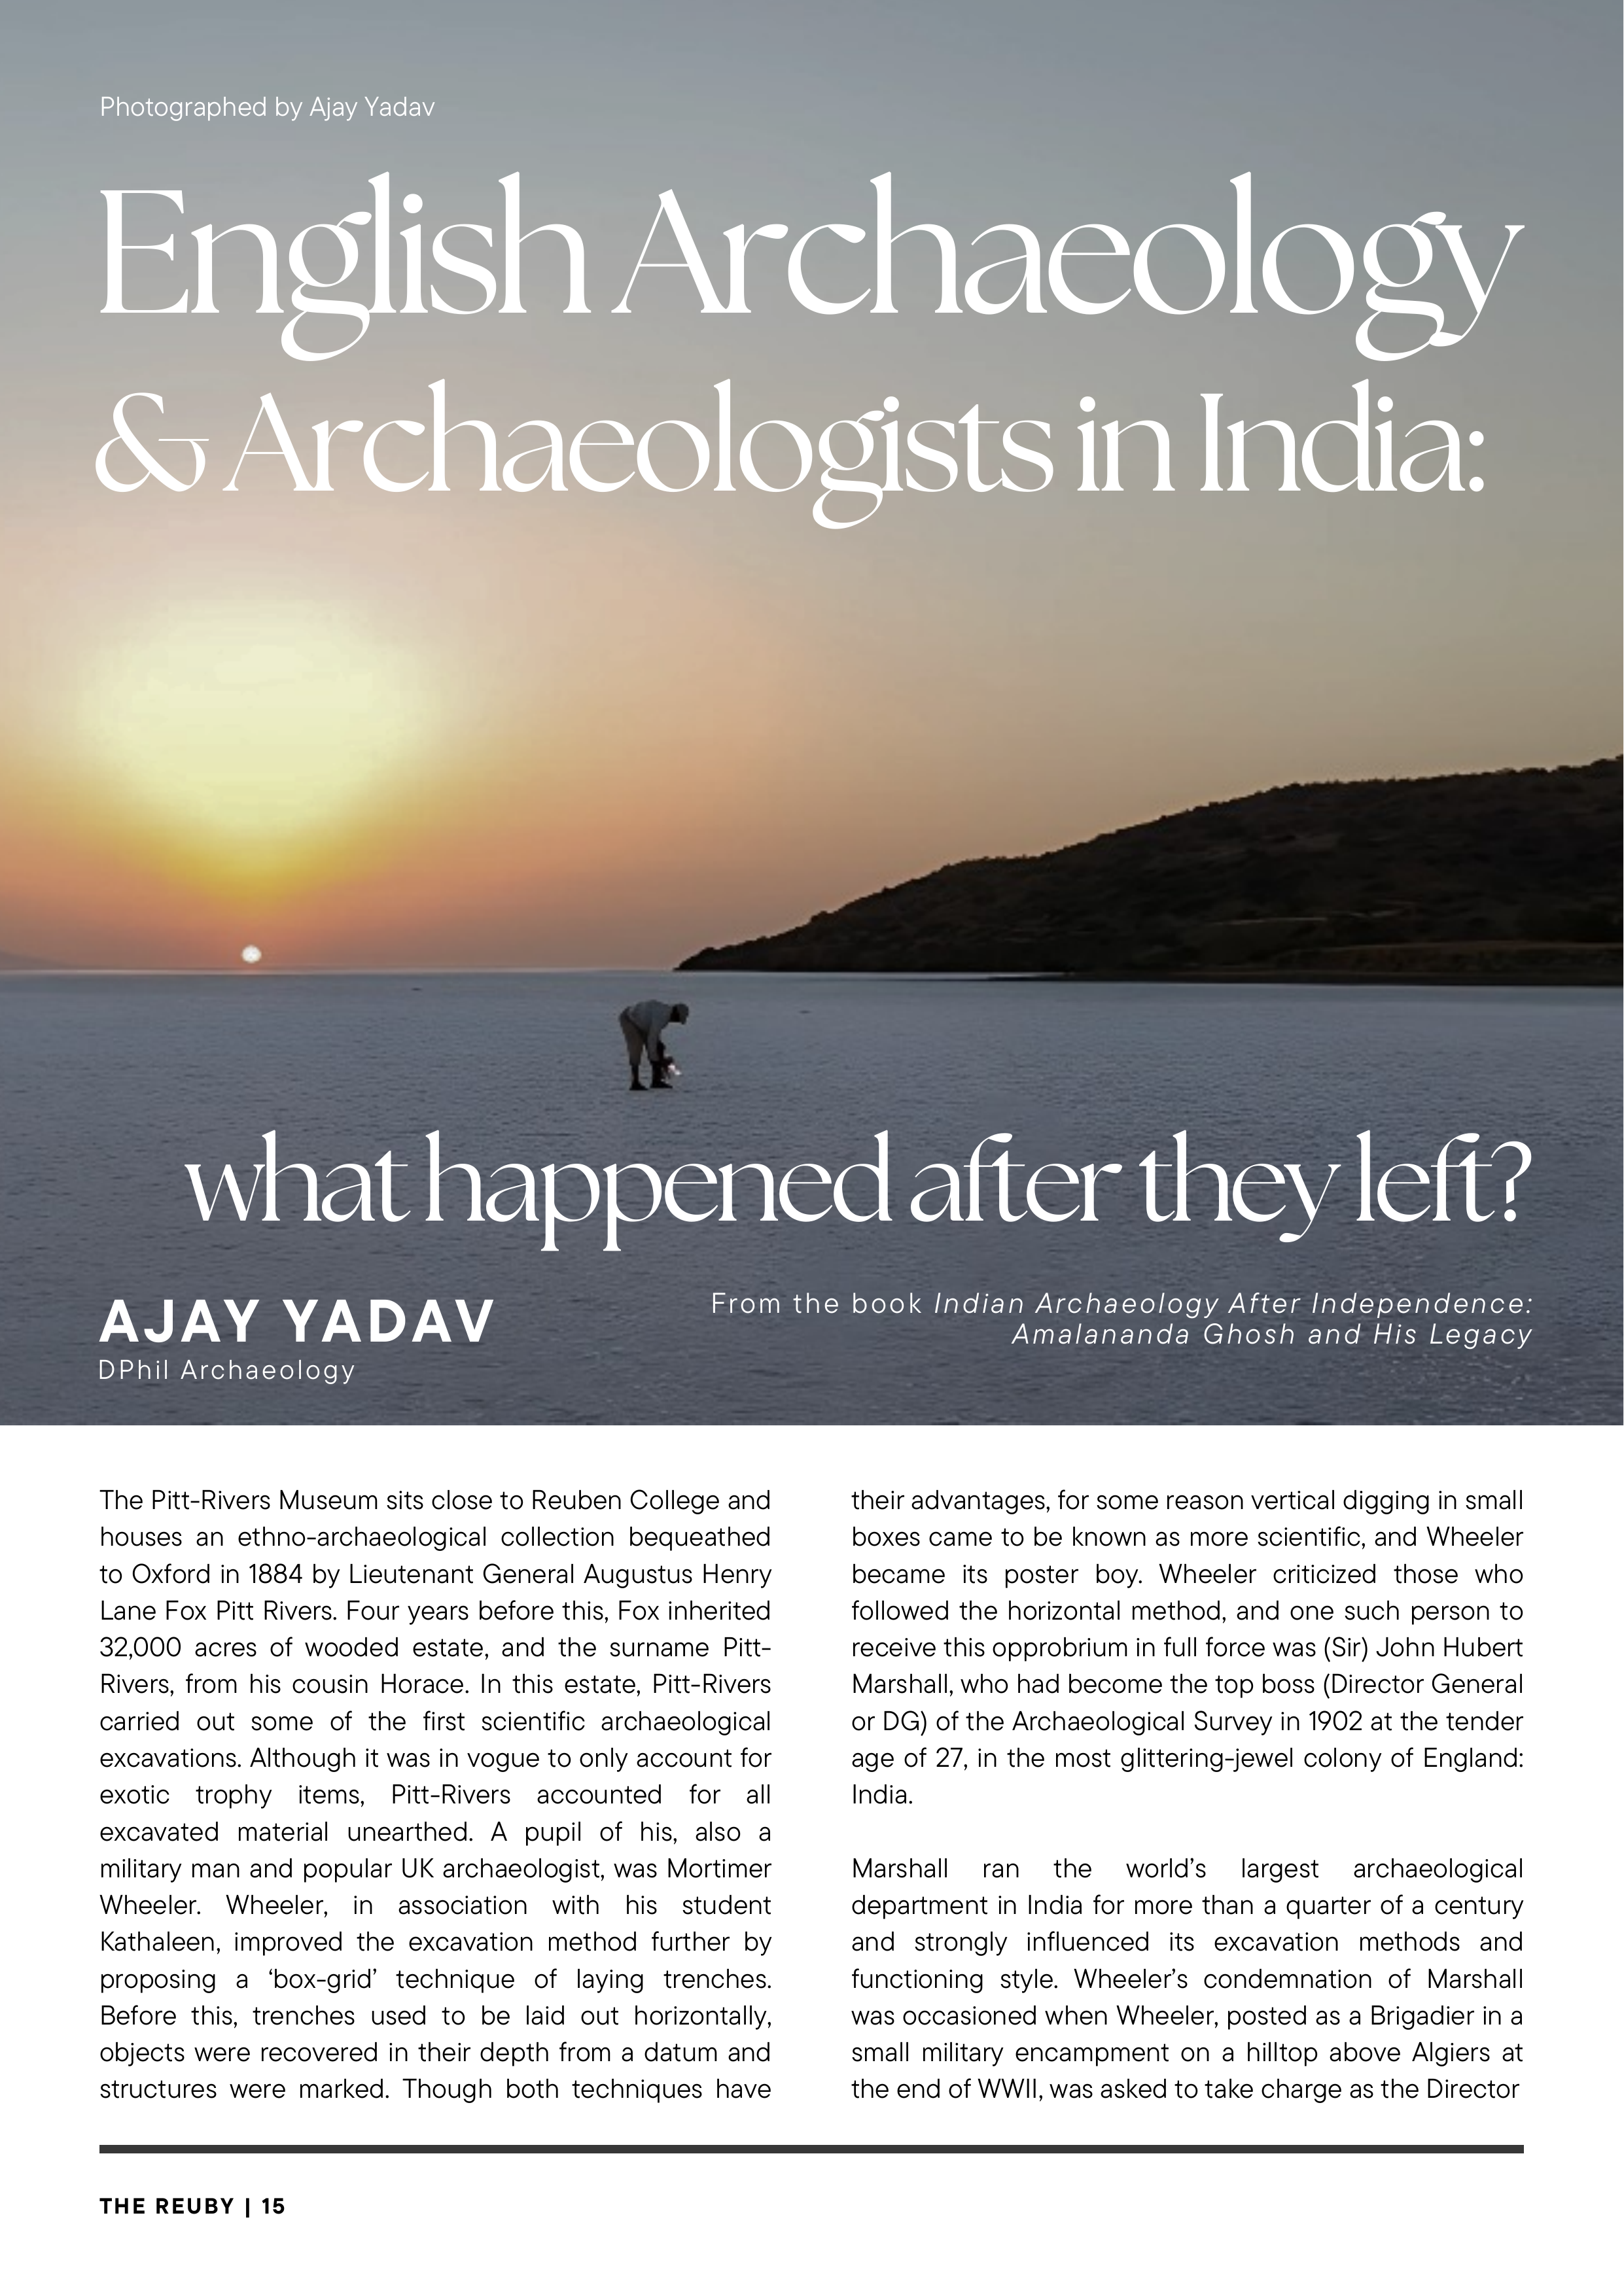 Photographed by Ajay Yadav
English Archaeology
& Archaeologists in India:
what happened after they left?
AJAY YADAV
DPhil Archaeology
From the book Indian Archaeology After Independence:
Amalananda Ghosh and His Legacy
The Pitt-Rivers Museum sits close to Reuben College and
houses an ethno-archaeological collection bequeathed
to Oxford in 1884 by Lieutenant General Augustus Henry
Lane Fox Pitt Rivers. Four years before this, Fox inherited
32,000 acres of wooded estate, and the surname Pitt-
Rivers, from his cousin Horace. In this estate, Pitt-Rivers
carried out some of the first scientific archaeological
excavations. Although it was in vogue to only account for
exotic trophy items, Pitt-Rivers accounted for all
excavated material unearthed. A pupil of his, also a
military man and popular UK archaeologist, was Mortimer
Wheeler. Wheeler, in association with his student
Kathaleen, improved the excavation method further by
proposing a ‘box-grid’ technique of laying trenches.
Before this, trenches used to be laid out horizontally,
objects were recovered in their depth from a datum and
structures were marked. Though both techniques have
their advantages, for some reason vertical digging in small
boxes came to be known as more scientific, and Wheeler
became its poster boy. Wheeler criticized those who
followed the horizontal method, and one such person to
receive this opprobrium in full force was (Sir) John Hubert
Marshall, who had become the top boss (Director General
or DG) of the Archaeological Survey in 1902 at the tender
age of 27, in the most glittering-jewel colony of England:
India.
Marshall ran the world’s largest archaeological
department in India for more than a quarter of a century
and strongly influenced its excavation methods and
functioning style. Wheeler’s condemnation of Marshall
was occasioned when Wheeler, posted as a Brigadier in a
small military encampment on a hilltop above Algiers at
the end of WWII, was asked to take charge as the Director
THE REUBY | 15